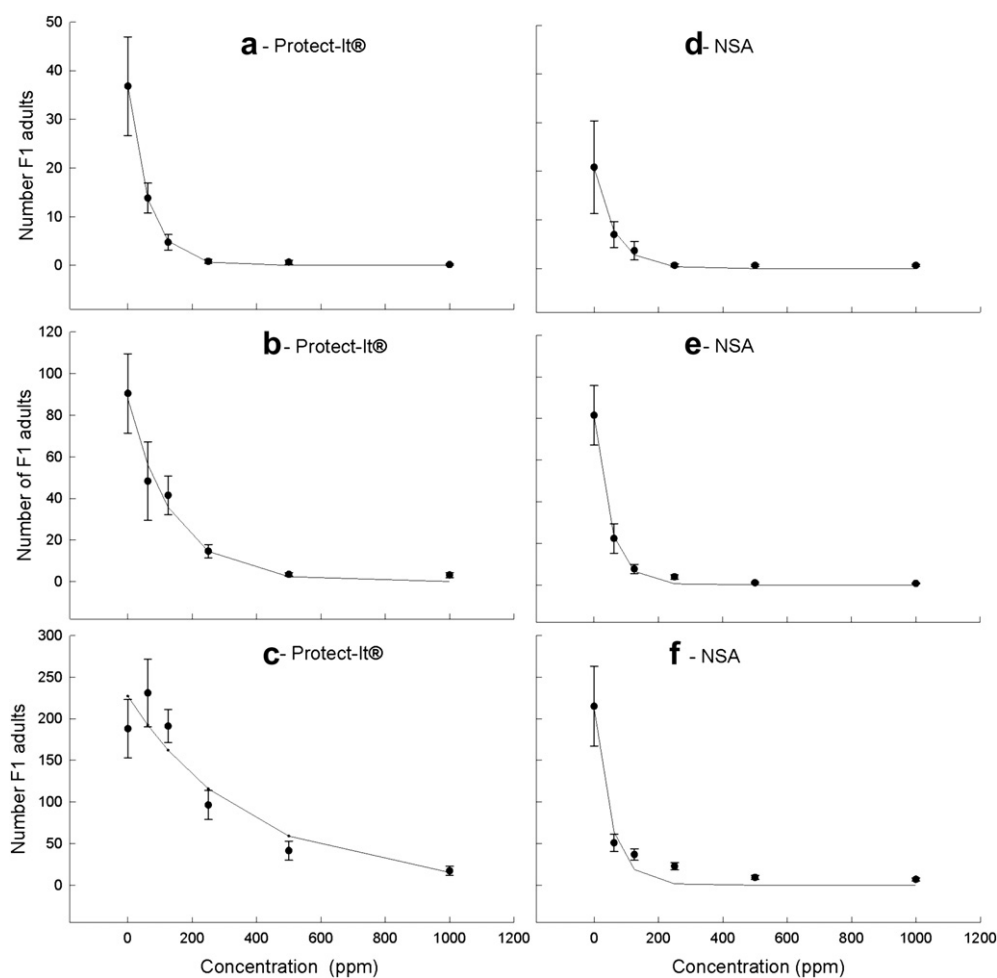 a - Protect-It®
50
40
30
20
10
0
Number F1 adults
d - NSA
b - Protect-It®
120
100
80
60
40
20
0
Number of F1 adults
e - NSA
c - Protect-It®
300
250
200
150
100
50
0
Number F1 adults
f - NSA
0 200 400 600 800 1000 1200
0 200 400 600 800 1000 1200
Concentration (ppm)
Concentration (ppm)